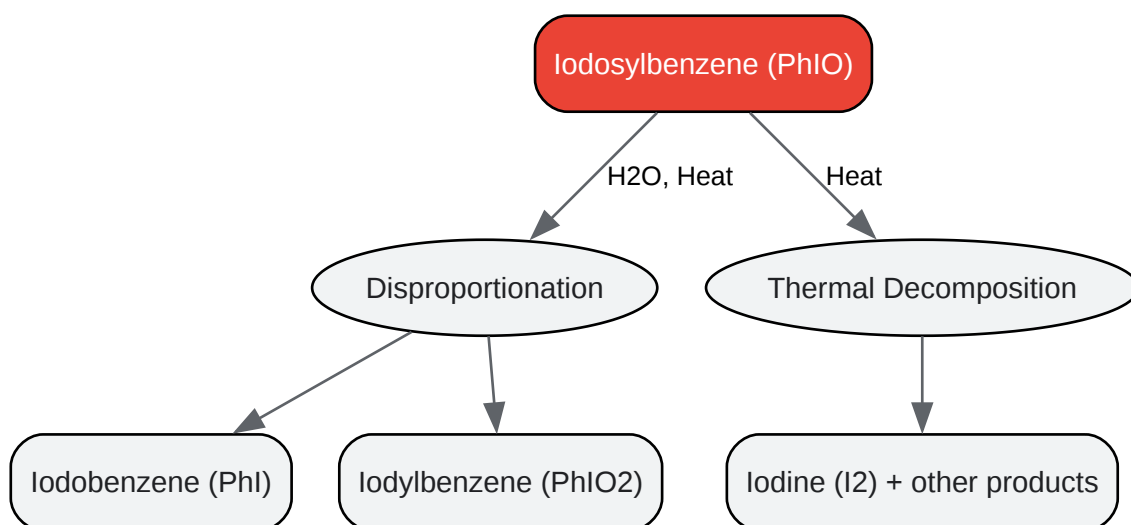 Iodosylbenzene (PhIO)
H2O, Heat
Heat
Disproportionation
Thermal Decomposition
Iodobenzene (PhI)
Iodylbenzene (PhIO2)
Iodine (I2) + other products